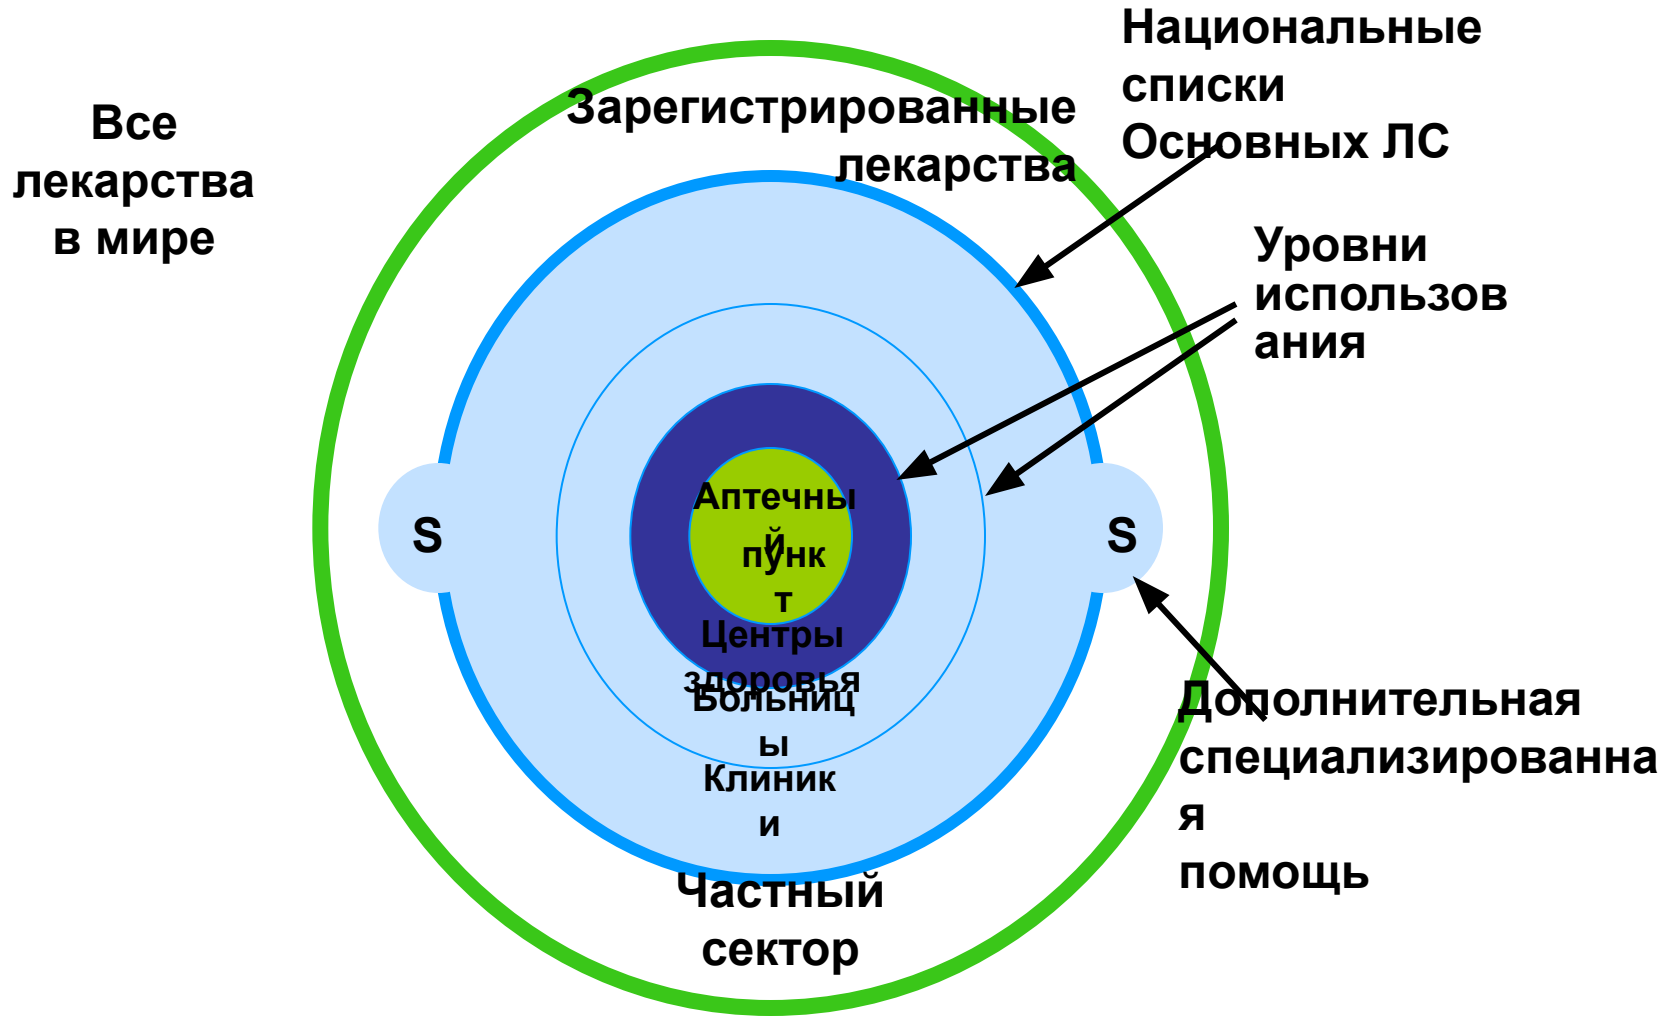 Все
лекарства
в мире
Зарегистрированные
лекарства
Национальные
списки
Основных ЛС
Уровни
использов
ания
Аптечны
й
пунк
т
Центры
здоровья
Больниц
ы
Клиник
и
S
S
Частный
сектор
Дополнительная
специализированна
я
помощь